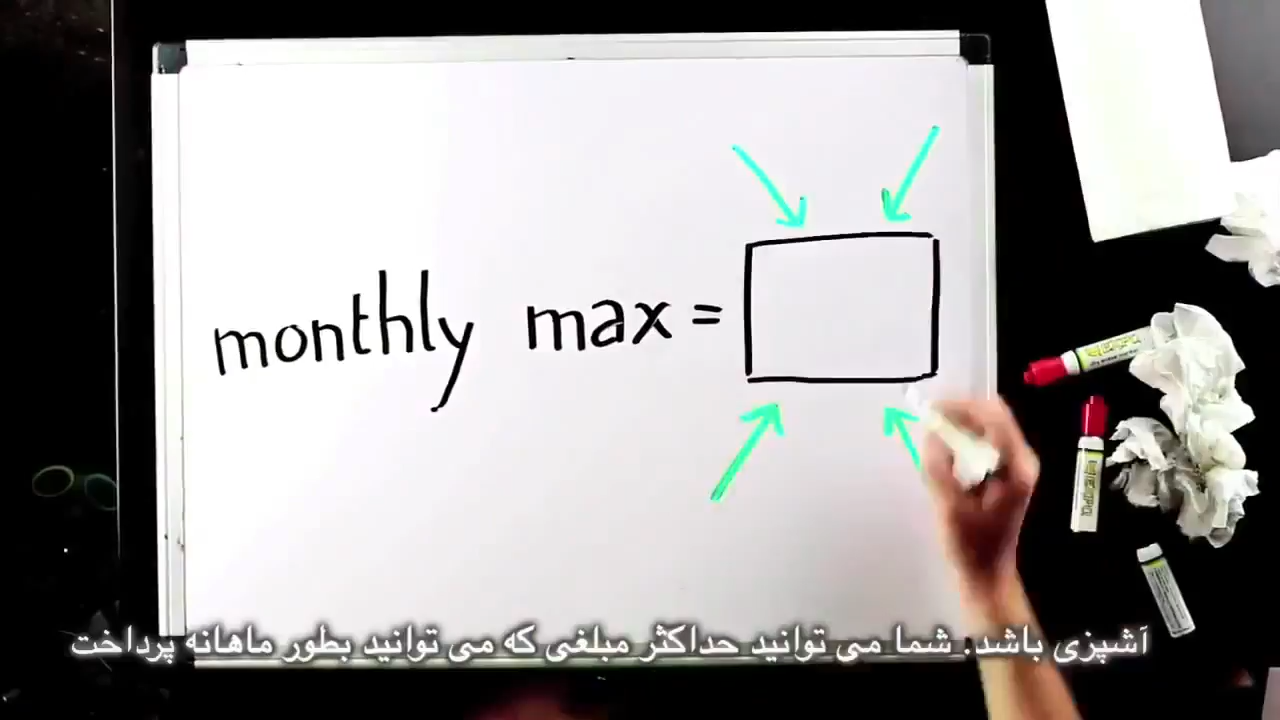 monthly max =
آشپزی باشد. شما می توانید حداکثر مبلغی که می توانید بطور ماهانه پرداخت